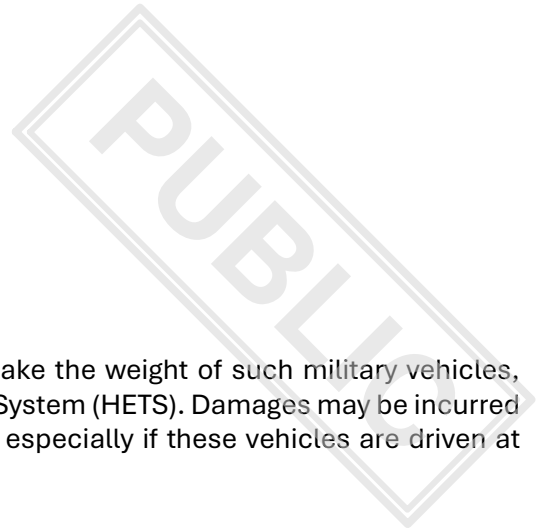 PUBLIC
ake the weight of such military vehicles,
System (HETS). Damages may be incurred
especially if these vehicles are driven at